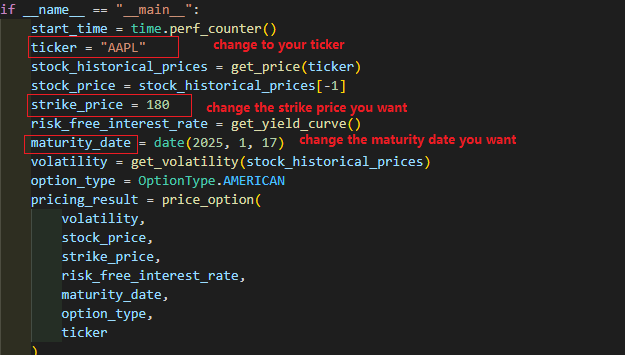 if __name__ == "__main__":
    start_time = time.perf_counter()
    ticker = "AAPL" change to your ticker
    stock_historical_prices = get_price(ticker)
    stock_price = stock_historical_prices[-1]
    strike_price = 180 change the strike price you want
    risk_free_interest_rate = get_yield_curve()
    maturity_date = date(2025, 1, 17) change the maturity date you want
    volatility = get_volatility(stock_historical_prices)
    option_type = OptionType.AMERICAN
    pricing_result = price_option(
        volatility,
        stock_price,
        strike_price,
        risk_free_interest_rate,
        maturity_date,
        option_type,
        ticker
    )